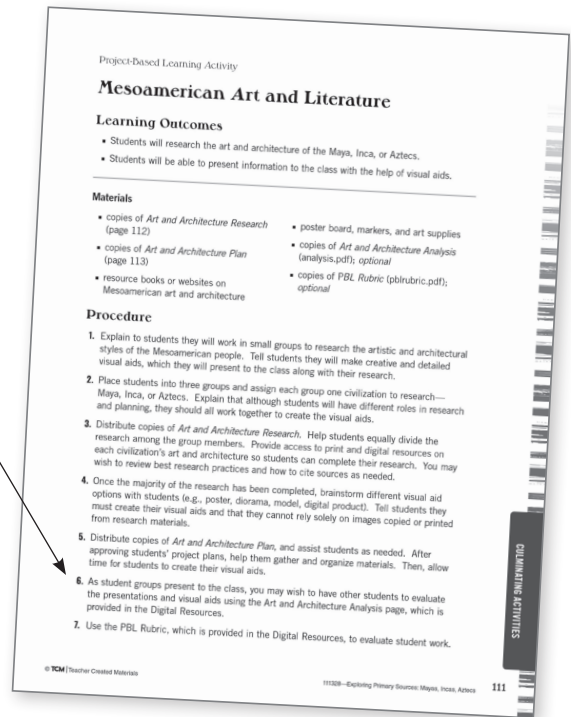 Project-Based Learning Activity
Mesoamerican Art and Literature
Learning Outcomes
▪ Students will research the art and architecture of the Maya, Inca, or Aztecs.
▪ Students will be able to present information to the class with the help of visual aids.
Materials
▪ copies of Art and Architecture Research
(page 112)
▪ copies of Art and Architecture Plan
(page 113)
▪ resource books or websites on
Mesoamerican art and architecture
▪ poster board, markers, and art supplies
▪ copies of Art and Architecture Analysis
(analysis.pdf); optional
▪ copies of PBL Rubric (pblrubric.pdf);
optional
Procedure
1. Explain to students they will work in small groups to research the artistic and architectural
styles of the Mesoamerican people. Tell students they will make creative and detailed
visual aids, which they will present to the class along with their research.
2. Place students into three groups and assign each group one civilization to research—
Maya, Inca, or Aztecs. Explain that although students will have different roles in research
and planning, they should all work together to create the visual aids.
3. Distribute copies of Art and Architecture Research. Help students equally divide the
research among the group members. Provide access to print and digital resources on
each civilization's art and architecture so students can complete their research. You may
wish to review best research practices and how to cite sources as needed.
4. Once the majority of the research has been completed, brainstorm different visual aid
options with students (e.g., poster, diorama, model, digital product). Tell students they
must create their visual aids and that they cannot rely solely on images copied or printed
from research materials.
5. Distribute copies of Art and Architecture Plan, and assist students as needed. After
approving students' project plans, help them gather and organize materials. Then, allow
time for students to create their visual aids.
6. As student groups present to the class, you may wish to have other students to evaluate
the presentations and visual aids using the Art and Architecture Analysis page, which is
provided in the Digital Resources.
7. Use the PBL Rubric, which is provided in the Digital Resources, to evaluate student work.
CULMINATING ACTIVITIES
© TCM | Teacher Created Materials
111328—Exploring Primary Sources: Mayas, Incas, Aztecs
111